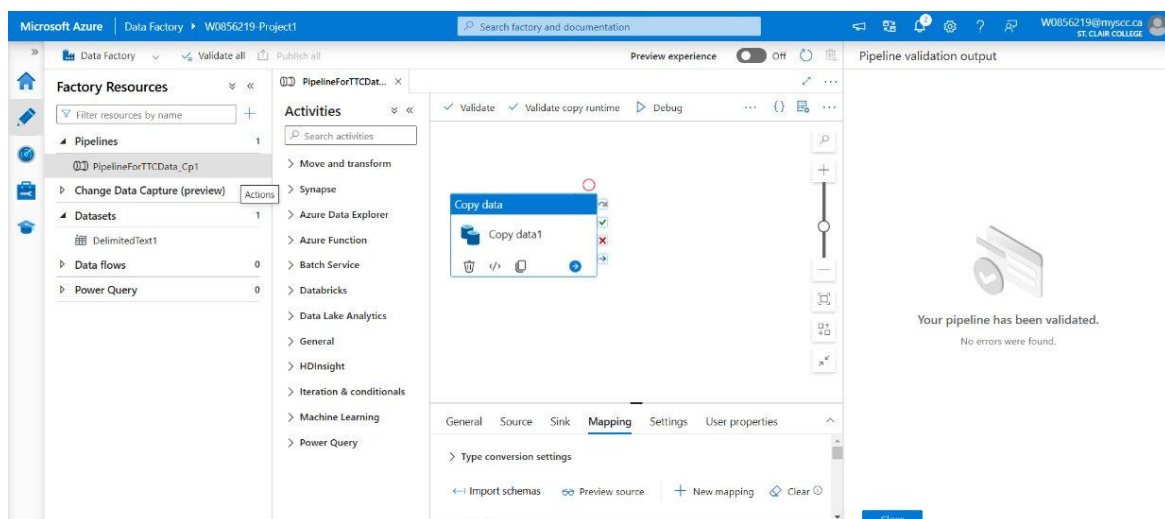 Microsoft Azure | Data Factory ▸ W0856219-Project1
Search factory and documentation
2
W0856219@myscc.ca
ST. CLAIR COLLEGE
Data Factory
Validate all
Publish all
Preview experience
Off
Factory Resources
Filter resources by name
Pipelines 1
PipelineForTTCData_Cp1
Change Data Capture (preview)
Actions
Datasets 1
DelimitedText1
Data flows 0
Power Query 0
PipelineForTTCDat...
Activities
Search activities
Move and transform
Synapse
Azure Data Explorer
Azure Function
Batch Service
Databricks
Data Lake Analytics
General
HDInsight
Iteration & conditionals
Machine Learning
Power Query
Validate
Validate copy runtime
Debug
Copy data
Copy data1
General Source Sink Mapping Settings User properties
Type conversion settings
Import schemas
Preview source
New mapping
Clear
Pipeline validation output
Your pipeline has been validated.
No errors were found.